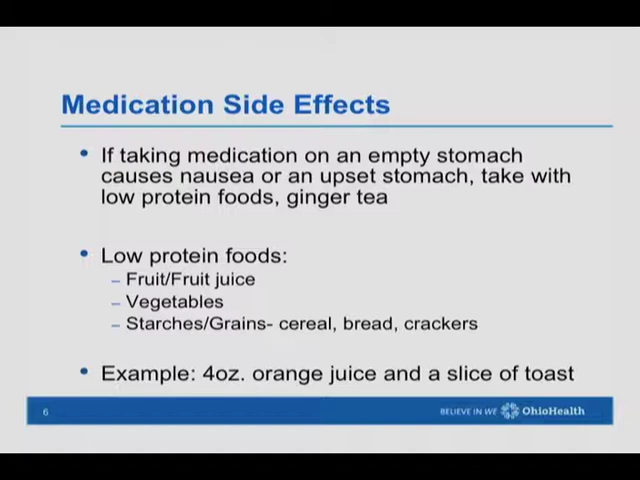 Medication Side Effects
• If taking medication on an empty stomach
causes nausea or an upset stomach, take with
low protein foods, ginger tea
• Low protein foods:
– Fruit/Fruit juice
– Vegetables
– Starches/Grains- cereal, bread, crackers
• Example: 4oz. orange juice and a slice of toast
6
BELIEVE IN WE OhioHealth